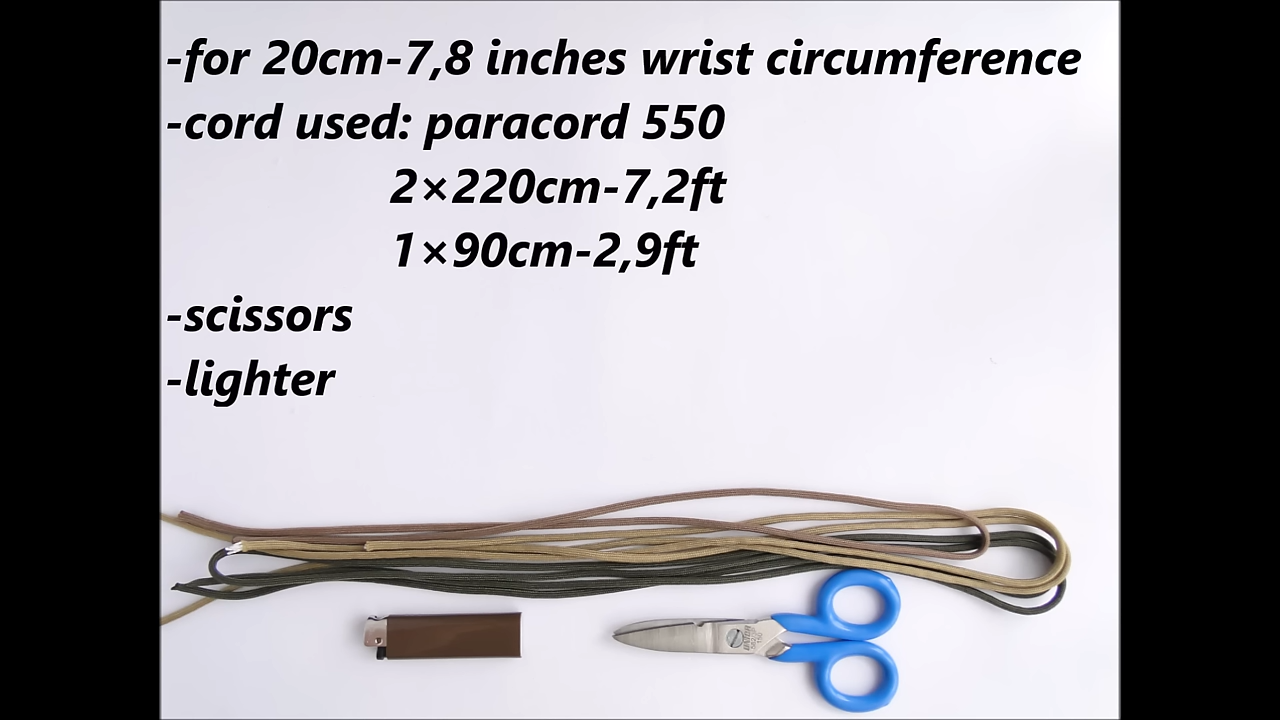 -for 20cm-7,8 inches wrist circumference
-cord used: paracord 550
2×220cm-7,2ft
1×90cm-2,9ft
-scissors
-lighter